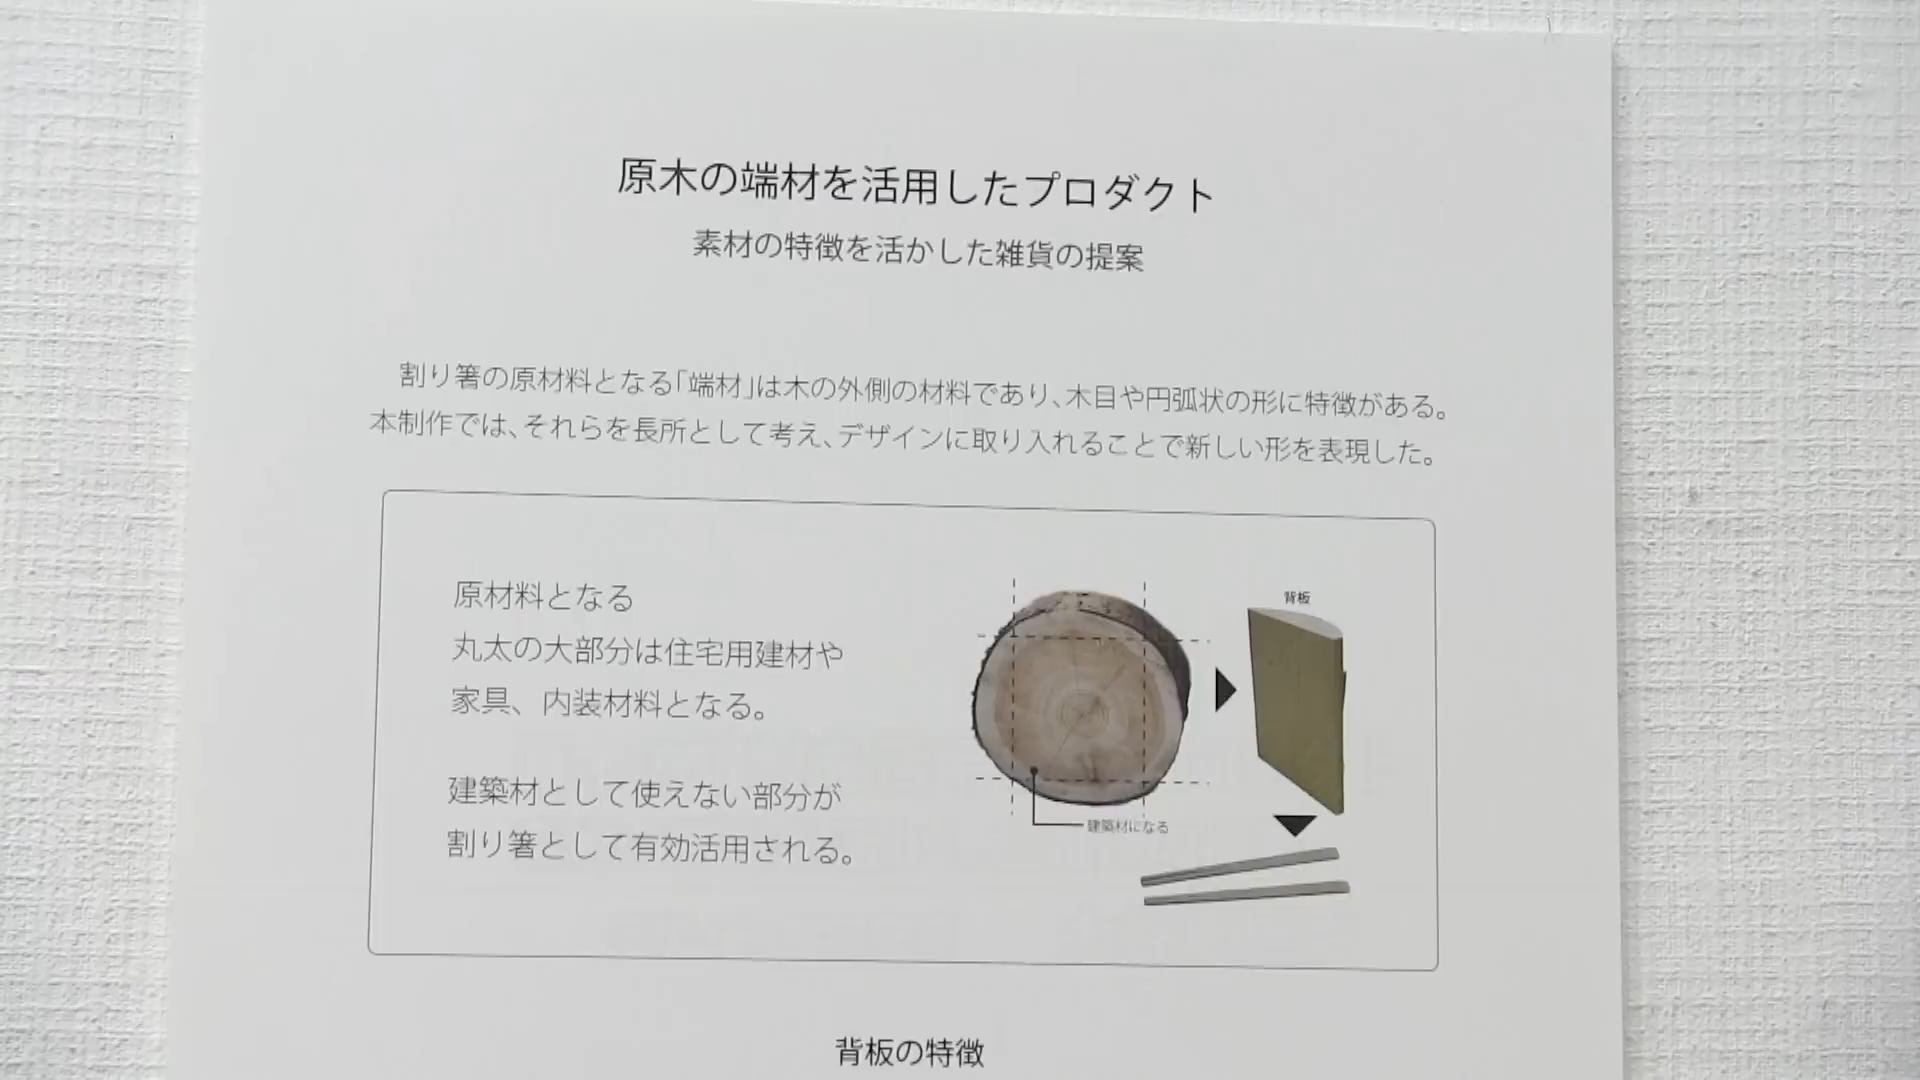 原木の端材を活用したプロダクト
素材の特徴を活かした雑貨の提案
割り箸の原材料となる「端材」は木の外側の材料であり、木目や円弧状の形に特徴がある。
本制作では、それらを長所として考え、デザインに取り入れることで新しい形を表現した。
原材料となる
丸太の大部分は住宅用建材や
家具、内装材料となる。
建築材として使えない部分が
割り箸として有効活用される。
背板
建築材になる
背板の特徴